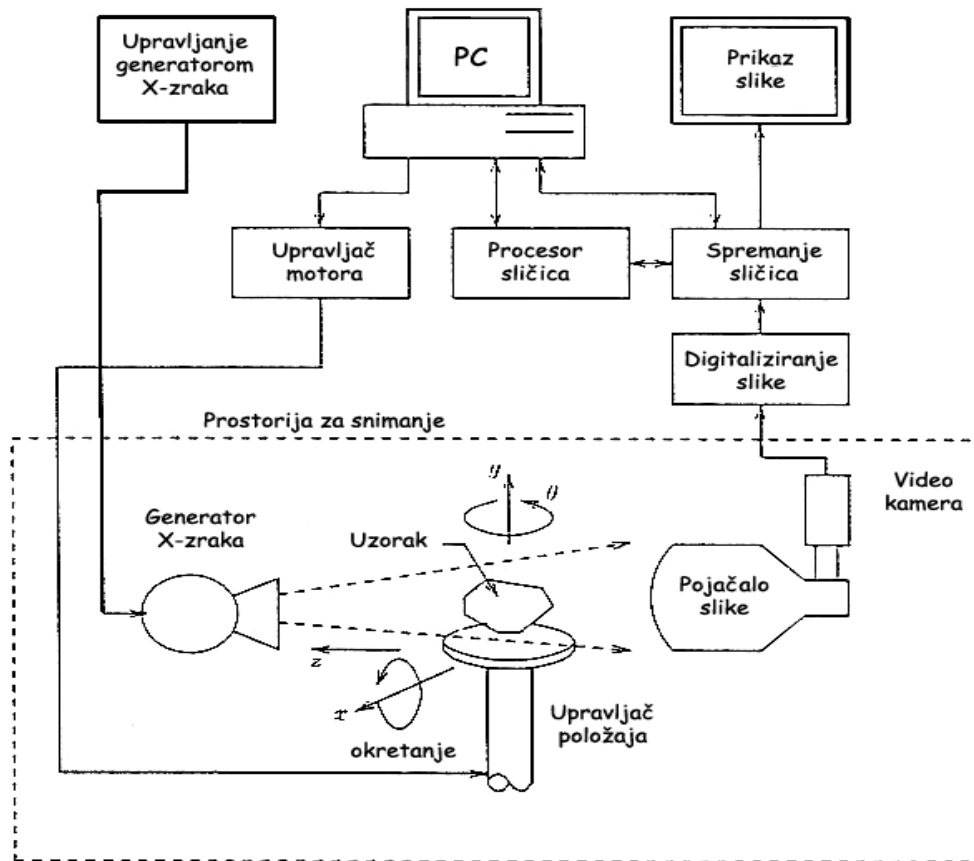 Upravljanje
generatorom
X-zraka
PC
Prikaz
slike
Upravljač
motora
Procesor
sličica
Spremanje
sličica
Digitaliziranje
slike
Prostorija za snimanje
Video
kamera
Generator
X-zraka
y
θ
Uzorak
Pojačalo
slike
z
x
okretanje
Upravljač
položaja